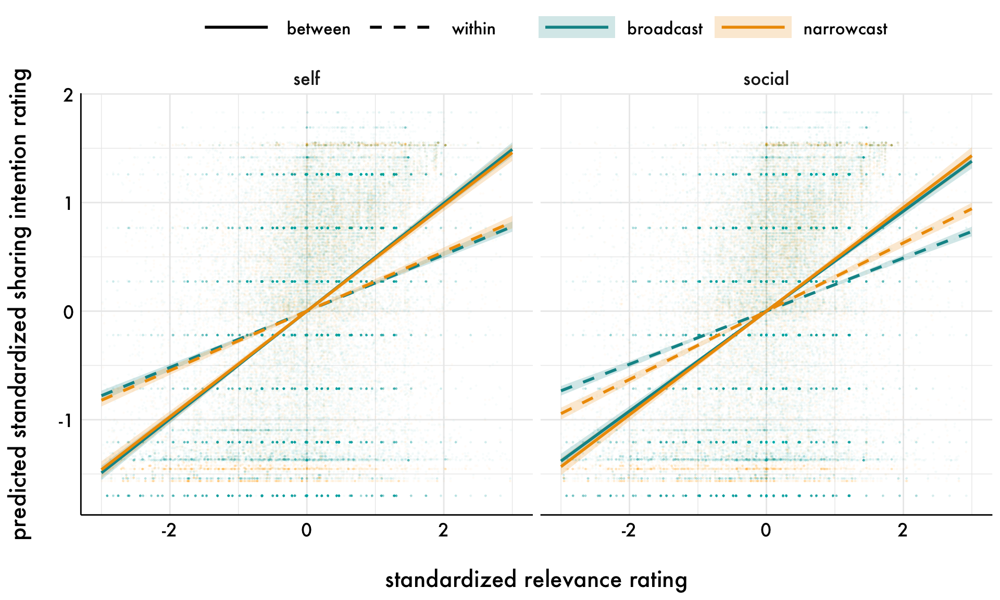 between within broadcast narrowcast
self social
predicted standardized sharing intention rating
2
1
0
-1
-2 0 2 -2 0 2
standardized relevance rating